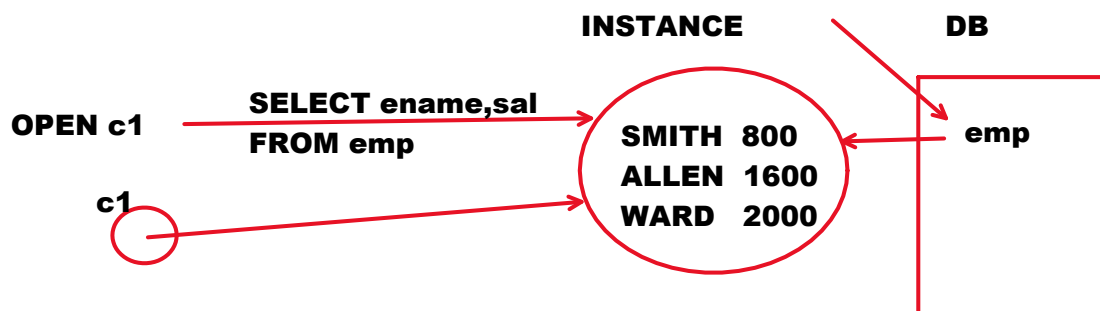 INSTANCE DB
SELECT ename,sal
OPEN c1
FROM emp
emp
SMITH 800
ALLEN 1600
WARD 2000
c1